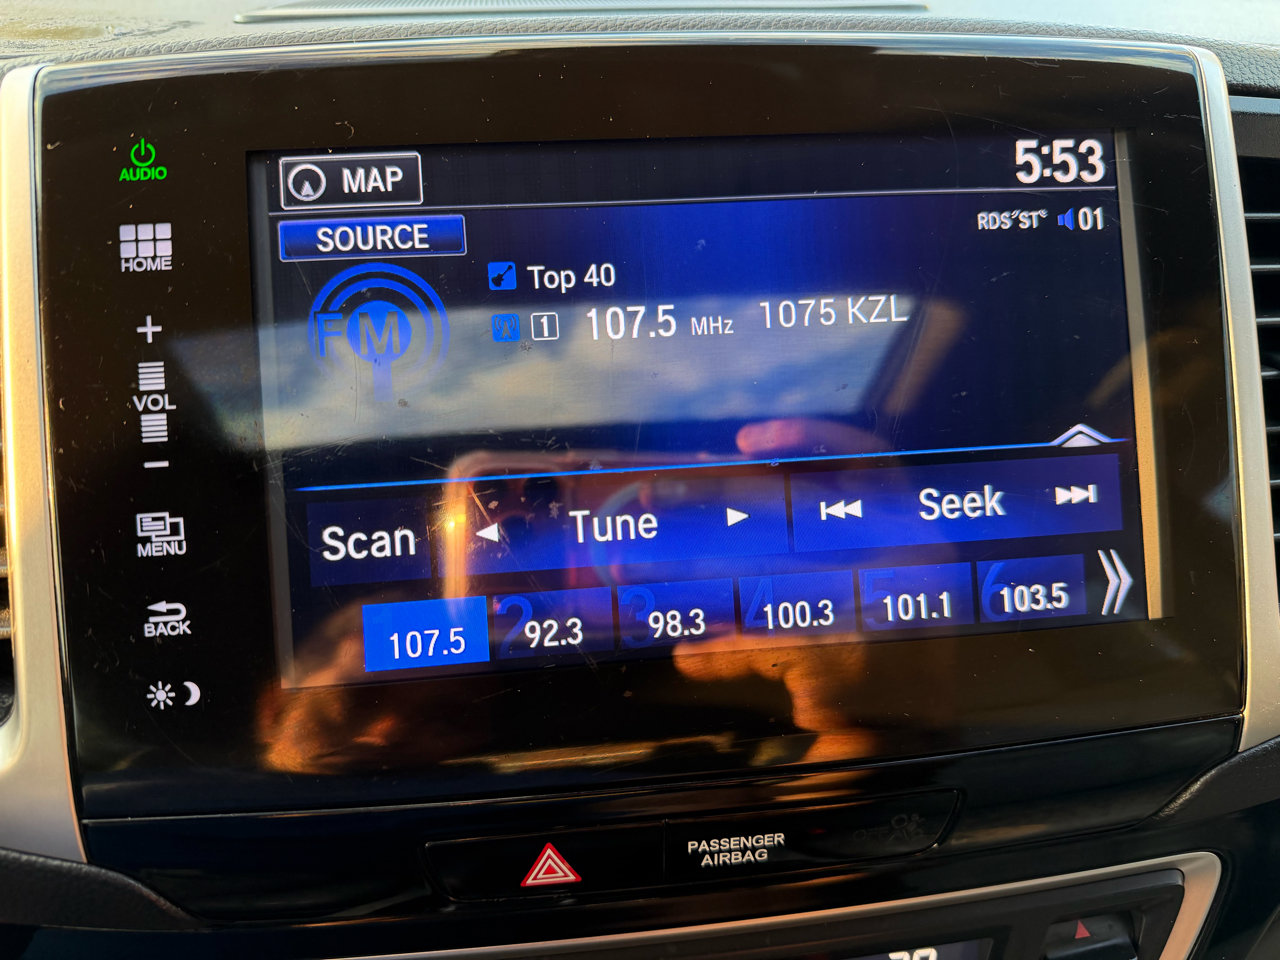 AUDIO
MAP
5:53
HOME
SOURCE
RDS ST 01
Top 40
FM
1 107.5 MHz 1075 KZL
+
VOL
−
MENU
Scan Tune Seek
BACK
107.5 2 92.3 3 98.3 4 100.3 5 101.1 6 103.5
PASSENGER
AIRBAG